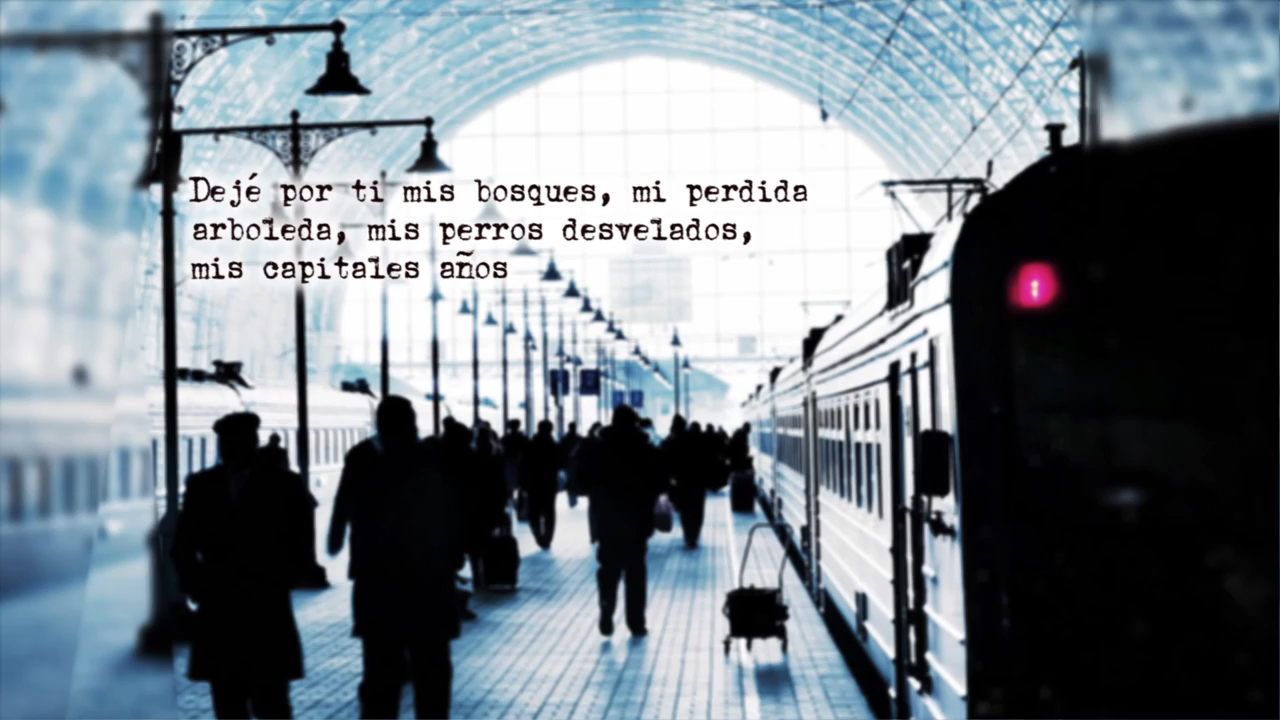 Dejé por ti mis bosques, mi perdida
arboleda, mis perros desvelados,
mis capitales años